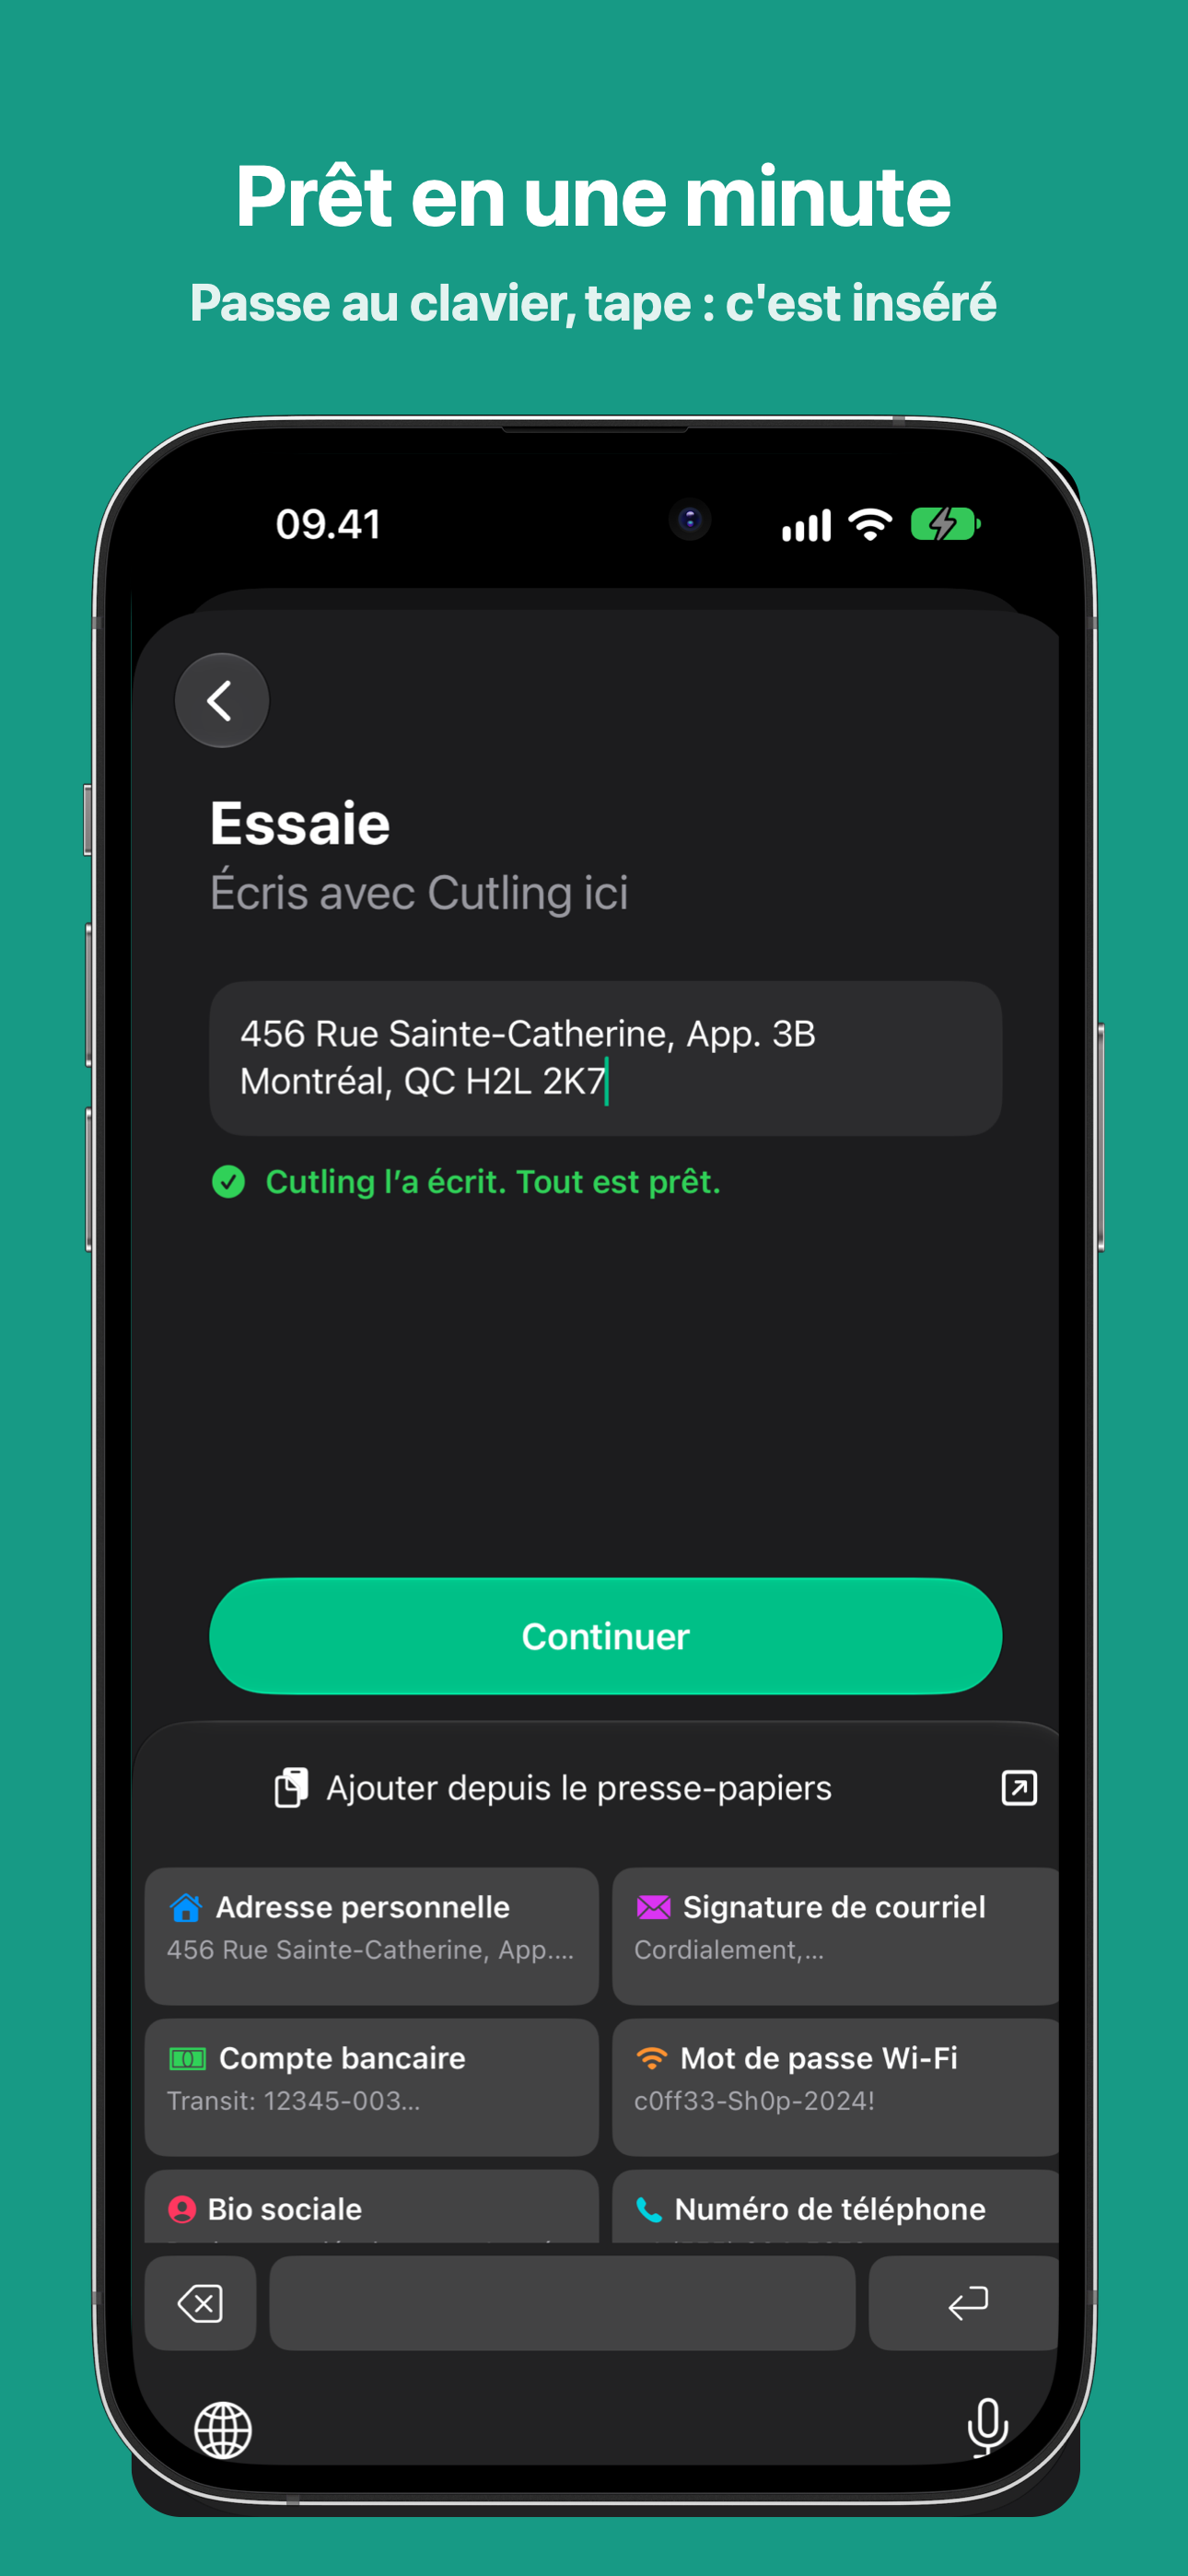 Prêt en une minute
Passe au clavier, tape : c'est inséré
09.41
Essaie
Écris avec Cutling ici
456 Rue Sainte-Catherine, App. 3B
Montréal, QC H2L 2K7
Cutling l’a écrit. Tout est prêt.
Continuer
Ajouter depuis le presse-papiers
Adresse personnelle
456 Rue Sainte-Catherine, App....
Signature de courriel
Cordialement,...
Compte bancaire
Transit: 12345-003...
Mot de passe Wi-Fi
c0ff33-Sh0p-2024!
Bio sociale
Numéro de téléphone